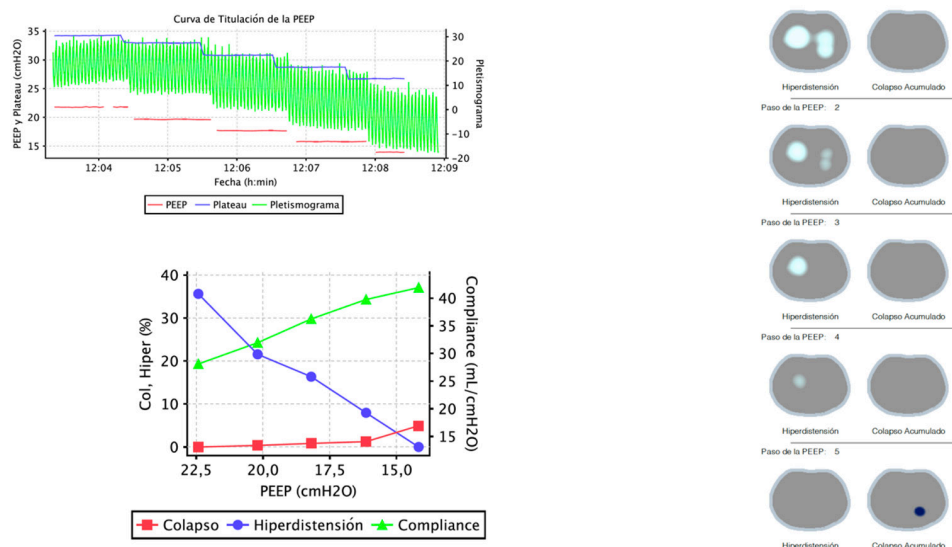 Curva de Titulación de la PEEP
PEEP y Plateau (cmH2O)
35
30
25
20
15
30
20
10
0
-10
-20
Pletismograma
12:04 12:05 12:06 12:07 12:08 12:09
Fecha (h:min)
PEEP Plateau Pletismograma
Col, Hiper (%)
40
30
20
10
0
Compliance (mL/cmH2O)
40
35
30
25
20
15
22,5 20,0 17,5 15,0
PEEP (cmH2O)
Colapso Hiperdistensión Compliance
Hiperdistensión Colapso Acumulado
Paso de la PEEP: 2
Hiperdistensión Colapso Acumulado
Paso de la PEEP: 3
Hiperdistensión Colapso Acumulado
Paso de la PEEP: 4
Hiperdistensión Colapso Acumulado
Paso de la PEEP: 5
Hiperdistensión Colapso Acumulado